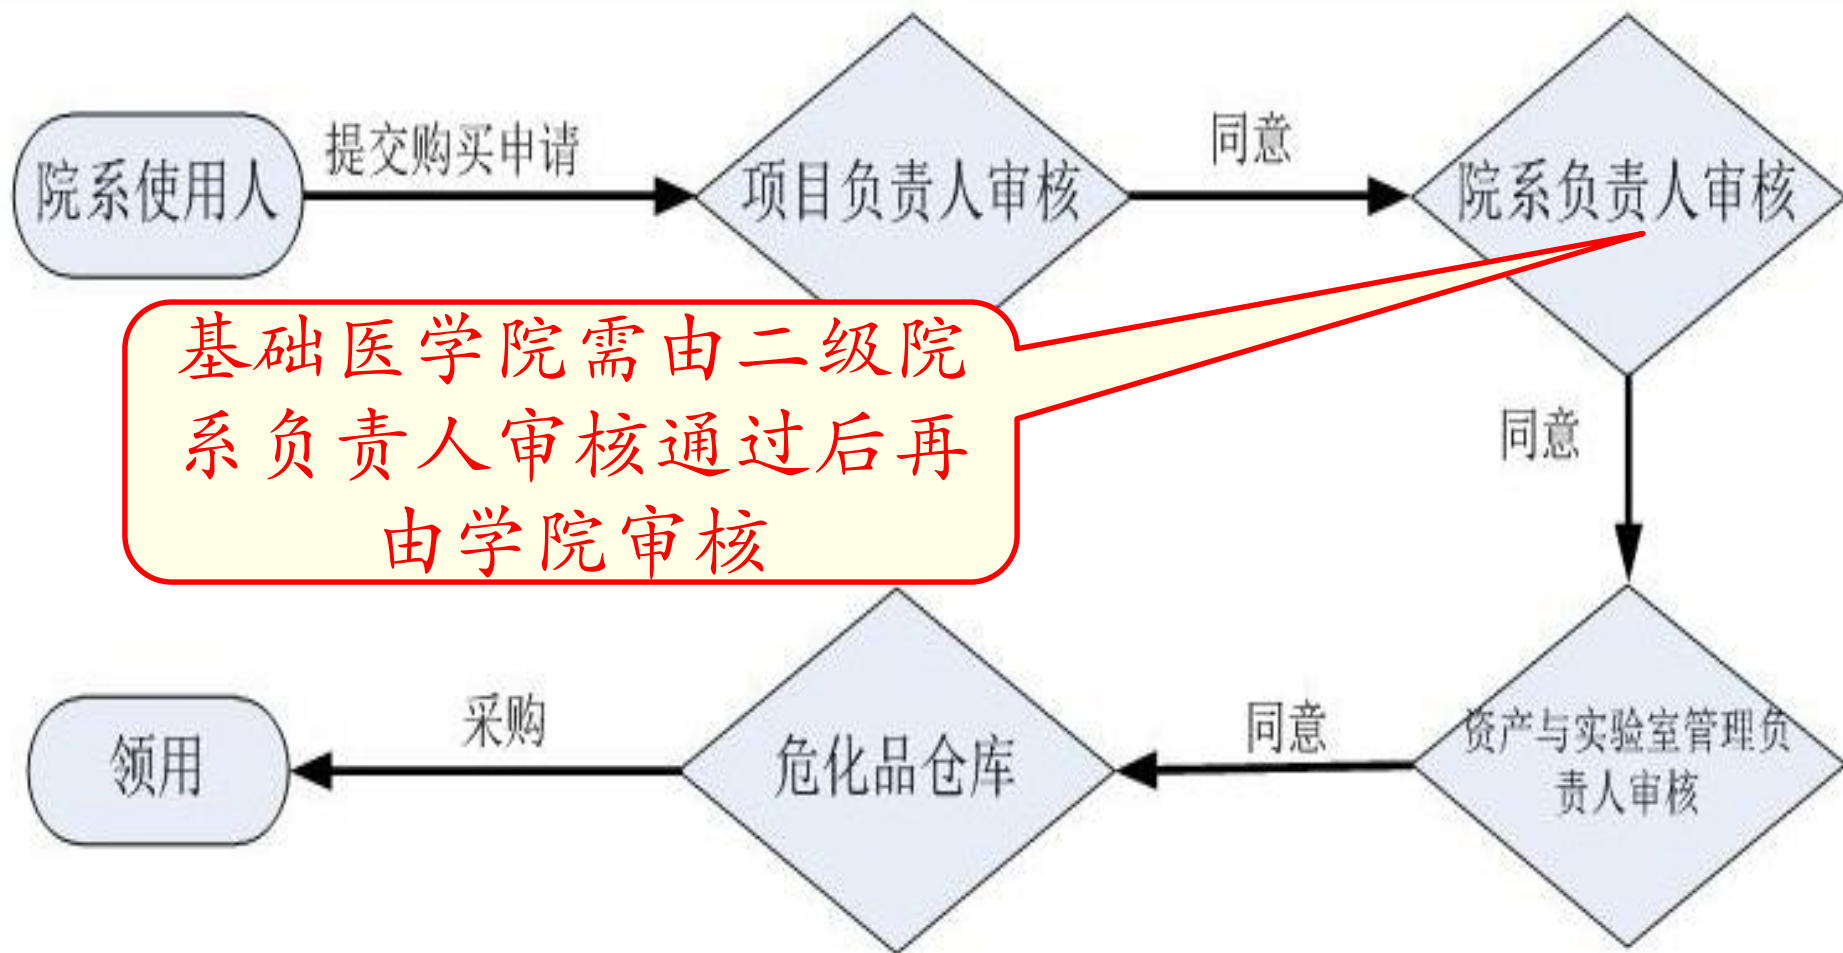 院系使用人
提交购买申请
项目负责人审核
同意
院系负责人审核
基础医学院需由二级院
系负责人审核通过后再
由学院审核
同意
资产与实验室管理负
责人审核
同意
危化品仓库
采购
领用